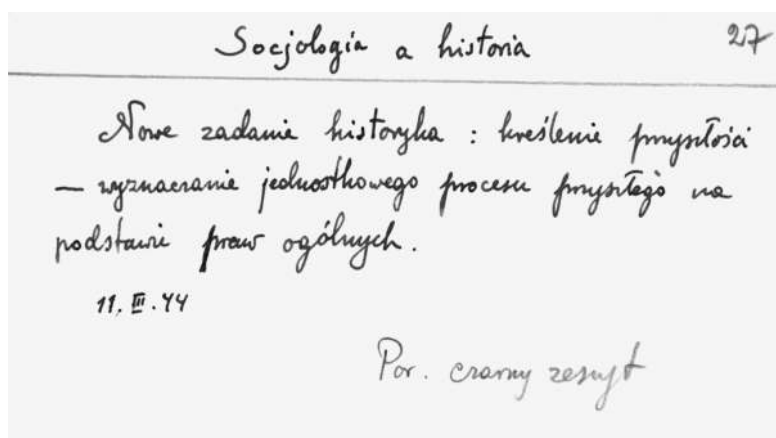 Socjologia a historia 27
Nowe zadanie historyka : kreślenie przyszłości
— wyznaczanie jednostkowego procesu przyszłego na
podstawie praw ogólnych.
11. III. 44
Por. czarny zeszyt